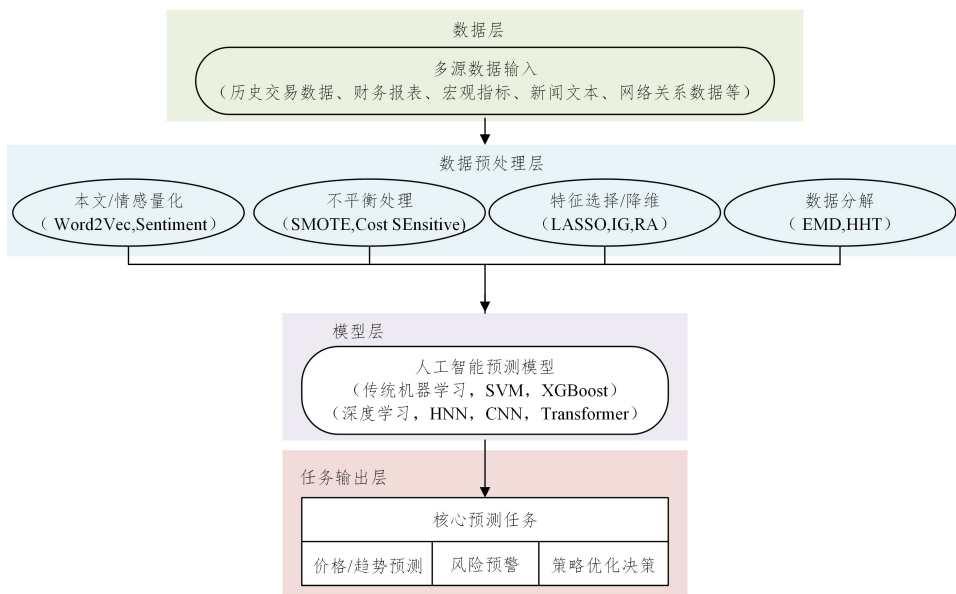 数据层
多源数据输入
（历史交易数据、财务报表、宏观指标、新闻文本、网络关系数据等）
数据预处理层
本文/情感量化
（ Word2Vec,Sentiment）
不平衡处理
（SMOTE,Cost SEnsitive)
特征选择/降维
（LASSO,IG,RA）
数据分解
（ EMD,HHT）
模型层
人工智能预测模型
（传统机器学习，SVM，XGBoost）
（深度学习，HNN，CNN，Transformer）
任务输出层
核心预测任务
价格/趋势预测
风险预警
策略优化决策